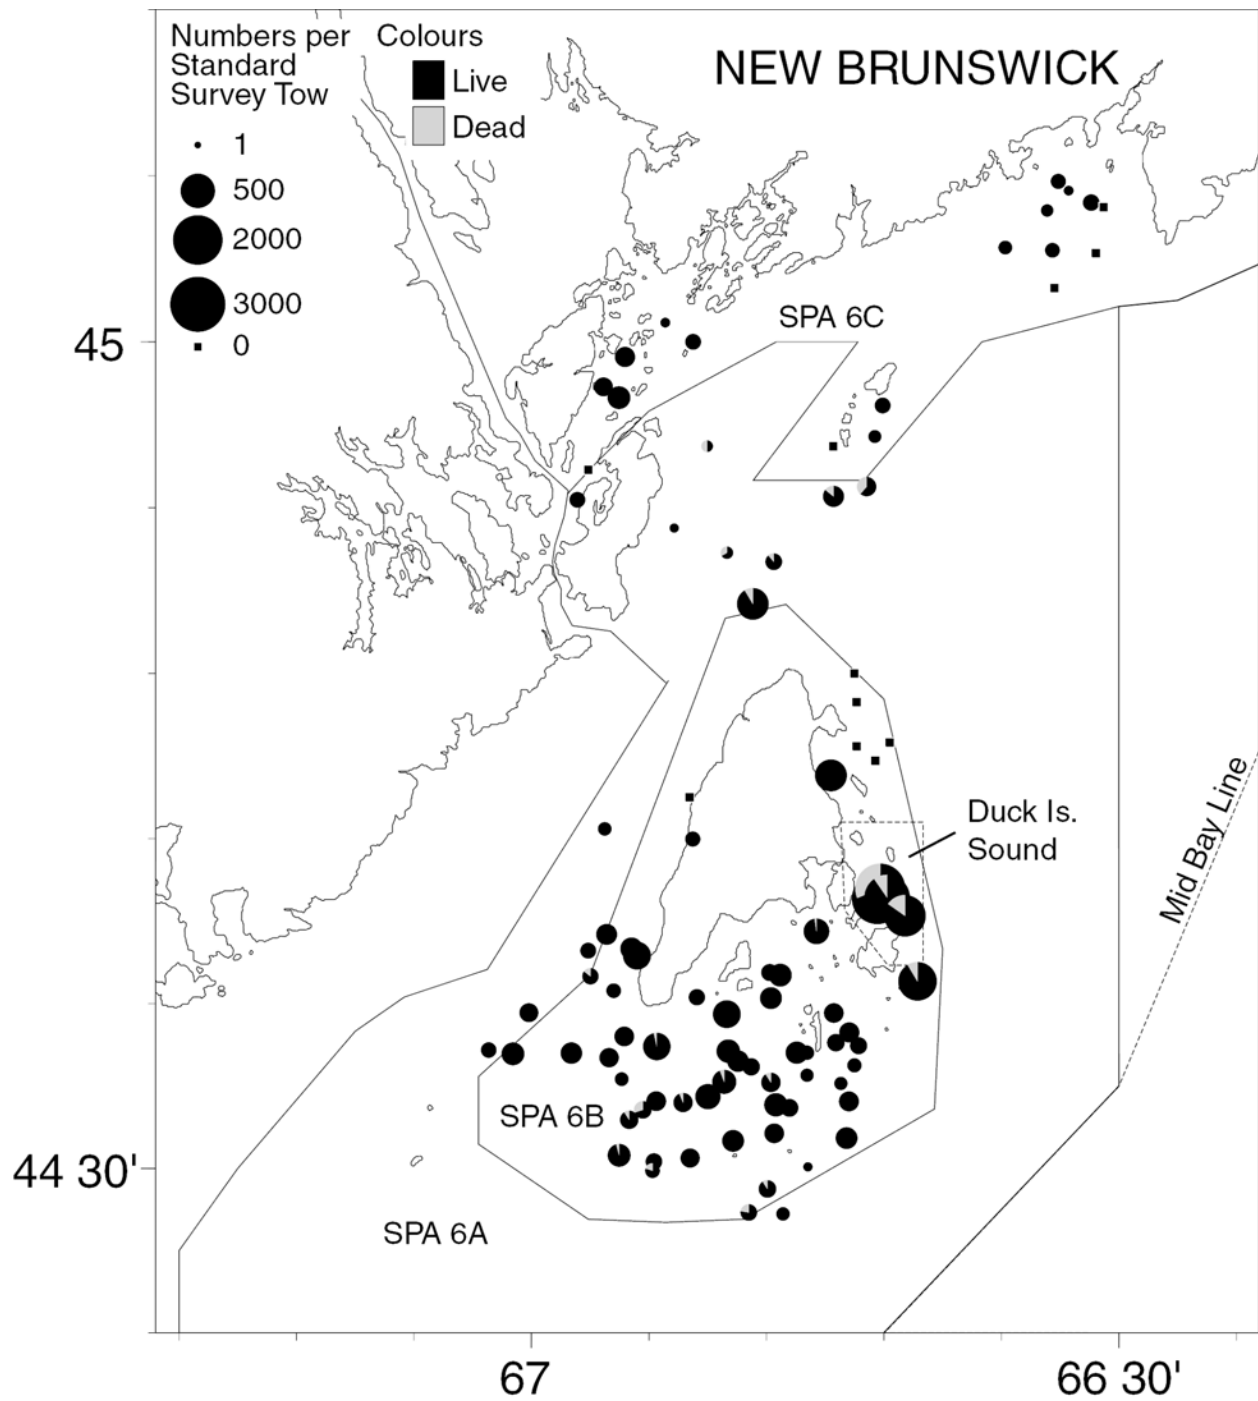 Numbers per
Standard
Survey Tow
1
500
2000
3000
0
Colours
Live
Dead
NEW BRUNSWICK
SPA 6C
45
Duck Is.
Sound
Mid Bay Line
SPA 6B
44 30'
SPA 6A
67
66 30'